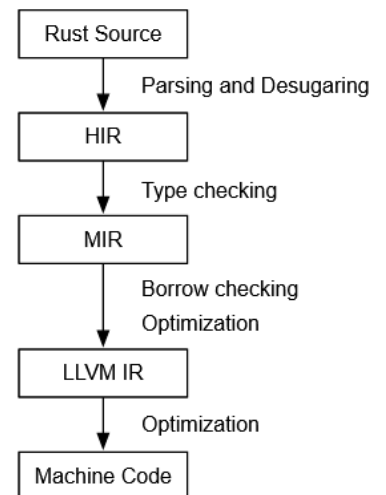 Rust Source
Parsing and Desugaring
HIR
Type checking
MIR
Borrow checking
Optimization
LLVM IR
Optimization
Machine Code